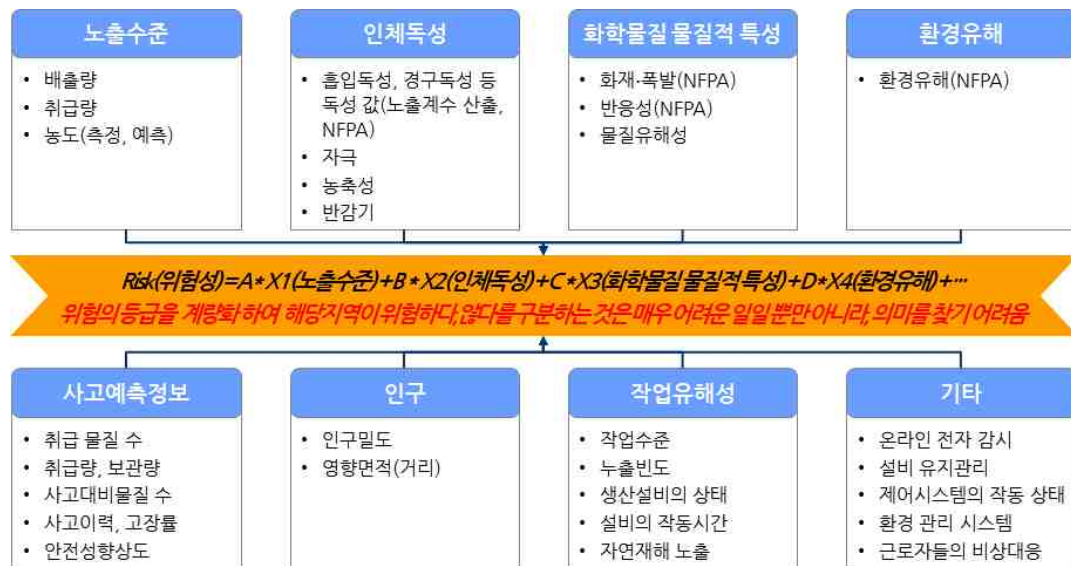 노출수준
• 배출량
• 취급량
• 농도(측정, 예측)
인체독성
• 흡입독성, 경구독성 등
독성 값(노출계수 산출,
NFPA)
• 자극
• 농축성
• 반감기
화학물질 물질적 특성
• 화재·폭발(NFPA)
• 반응성(NFPA)
• 물질유해성
환경유해
• 환경유해(NFPA)
Risk(위험성)=A*X1(노출수준)+B*X2(인체독성)+C*X3(화학물질 물질적 특성)+D*X4(환경유해)+···
위험의 등급을 계량화 하여 해당지역이 위험하다,않다를 구분하는 것은 매우 어려운 일일 뿐만 아니라, 의미를 찾기 어려움
사고예측정보
• 취급 물질 수
• 취급량, 보관량
• 사고대비물질 수
• 사고이력, 고장률
• 안전성향상도
인구
• 인구밀도
• 영향면적(거리)
작업유해성
• 작업수준
• 누출빈도
• 생산설비의 상태
• 설비의 작동시간
• 자연재해 노출
기타
• 온라인 전자 감시
• 설비 유지관리
• 제어시스템의 작동 상태
• 환경 관리 시스템
• 근로자들의 비상대응